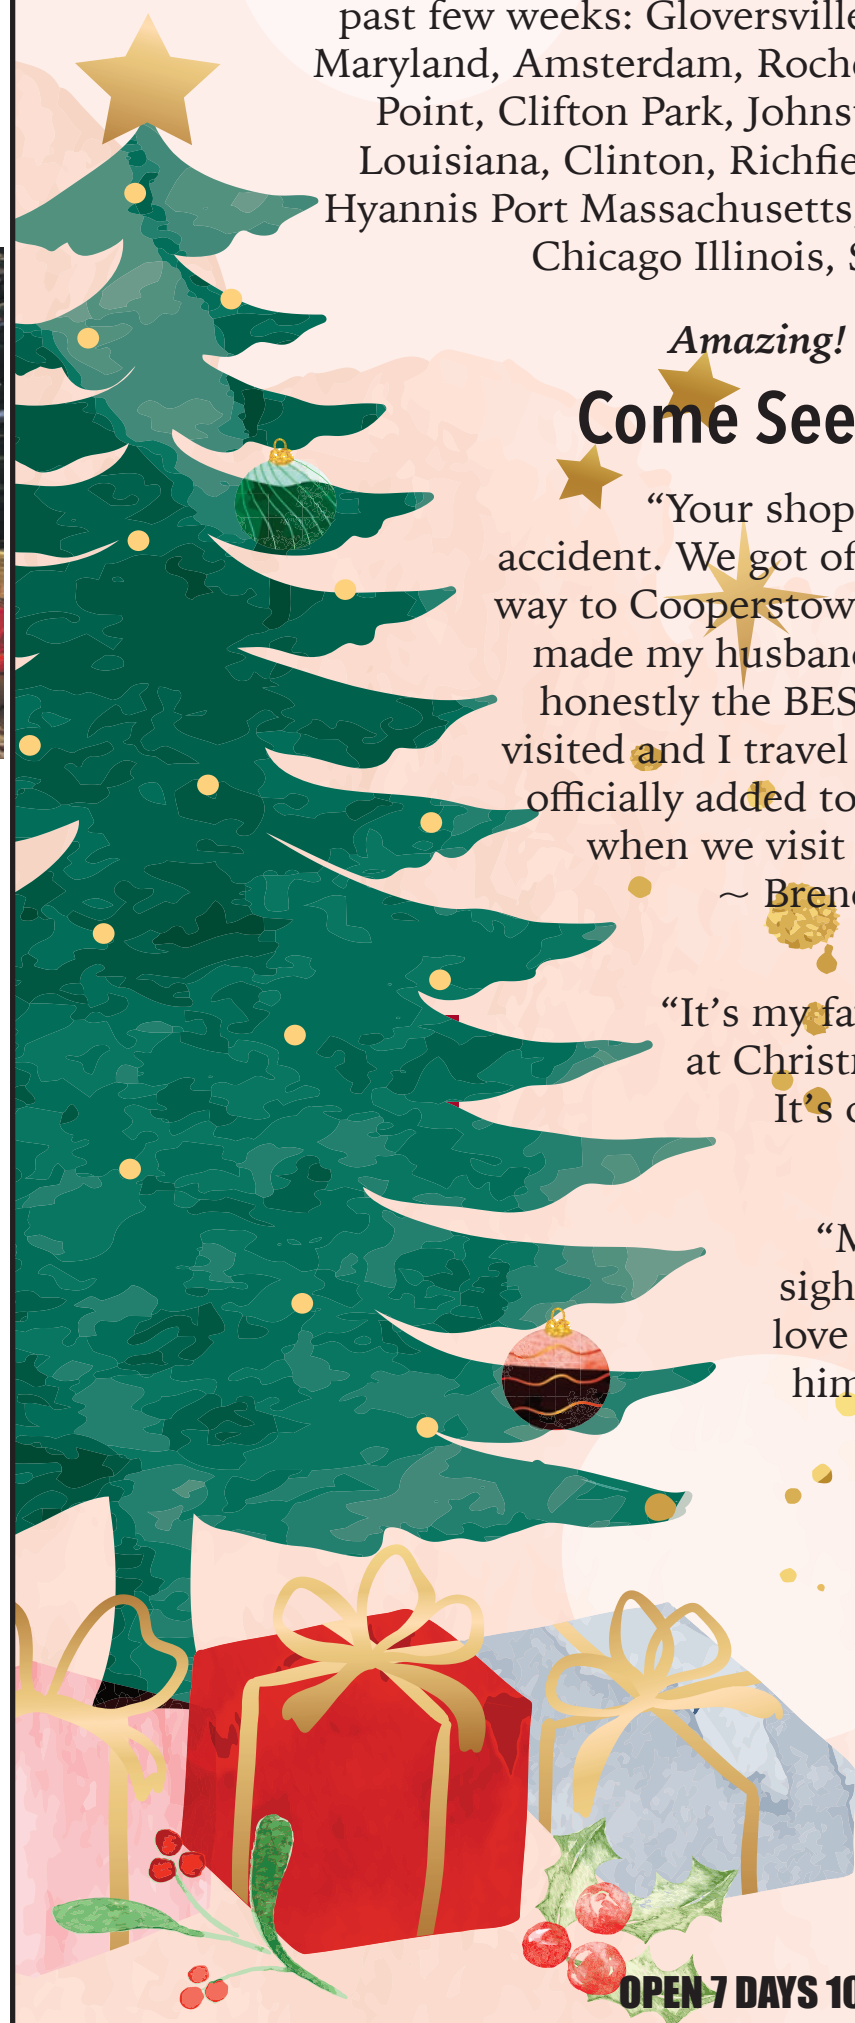 past few weeks: Gloversville
Maryland, Amsterdam, Roche
Point, Clifton Park, Johnst
Louisiana, Clinton, Richfie
Hyannis Port Massachusetts,
Chicago Illinois, S
Amazing!
Come See
“Your shop
accident. We got of
way to Cooperstow
made my husban
honestly the BES
visited and I travel
officially added to
when we visit
~ Bren
“It’s my fa
at Christ
It’s
“M
sigh
love
him
OPEN 7 DAYS 10